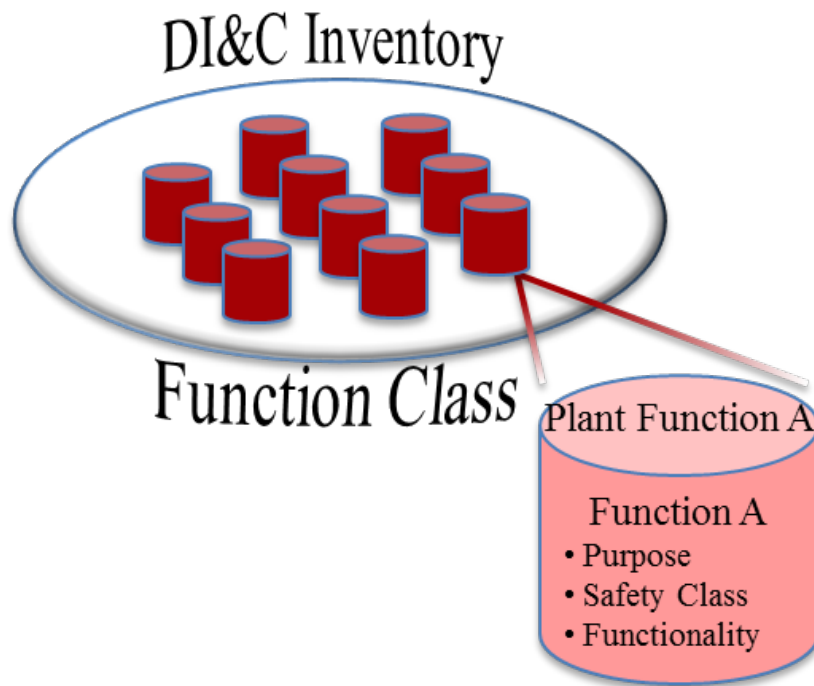 DI&C Inventory
Function Class
Plant Function A
Function A
• Purpose
• Safety Class
• Functionality